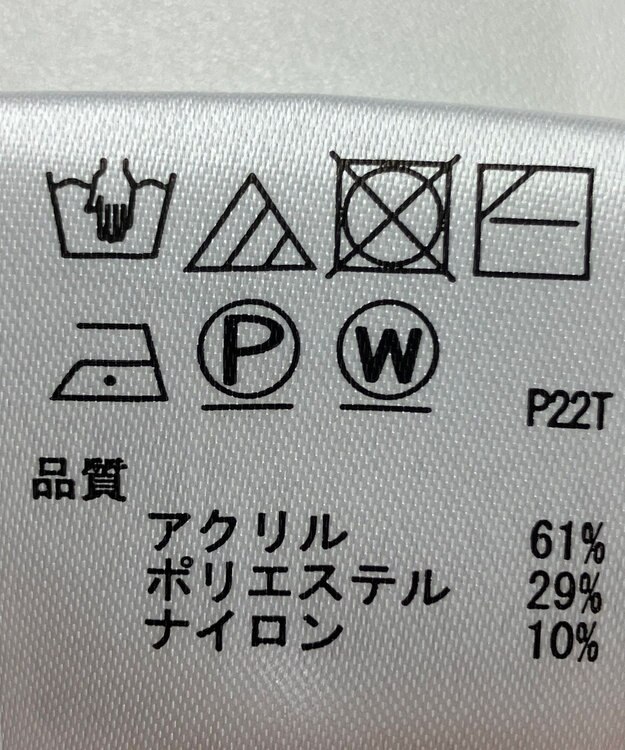 P W
P22T
品質
アクリル 61%
ポリエステル 29%
ナイロン 10%